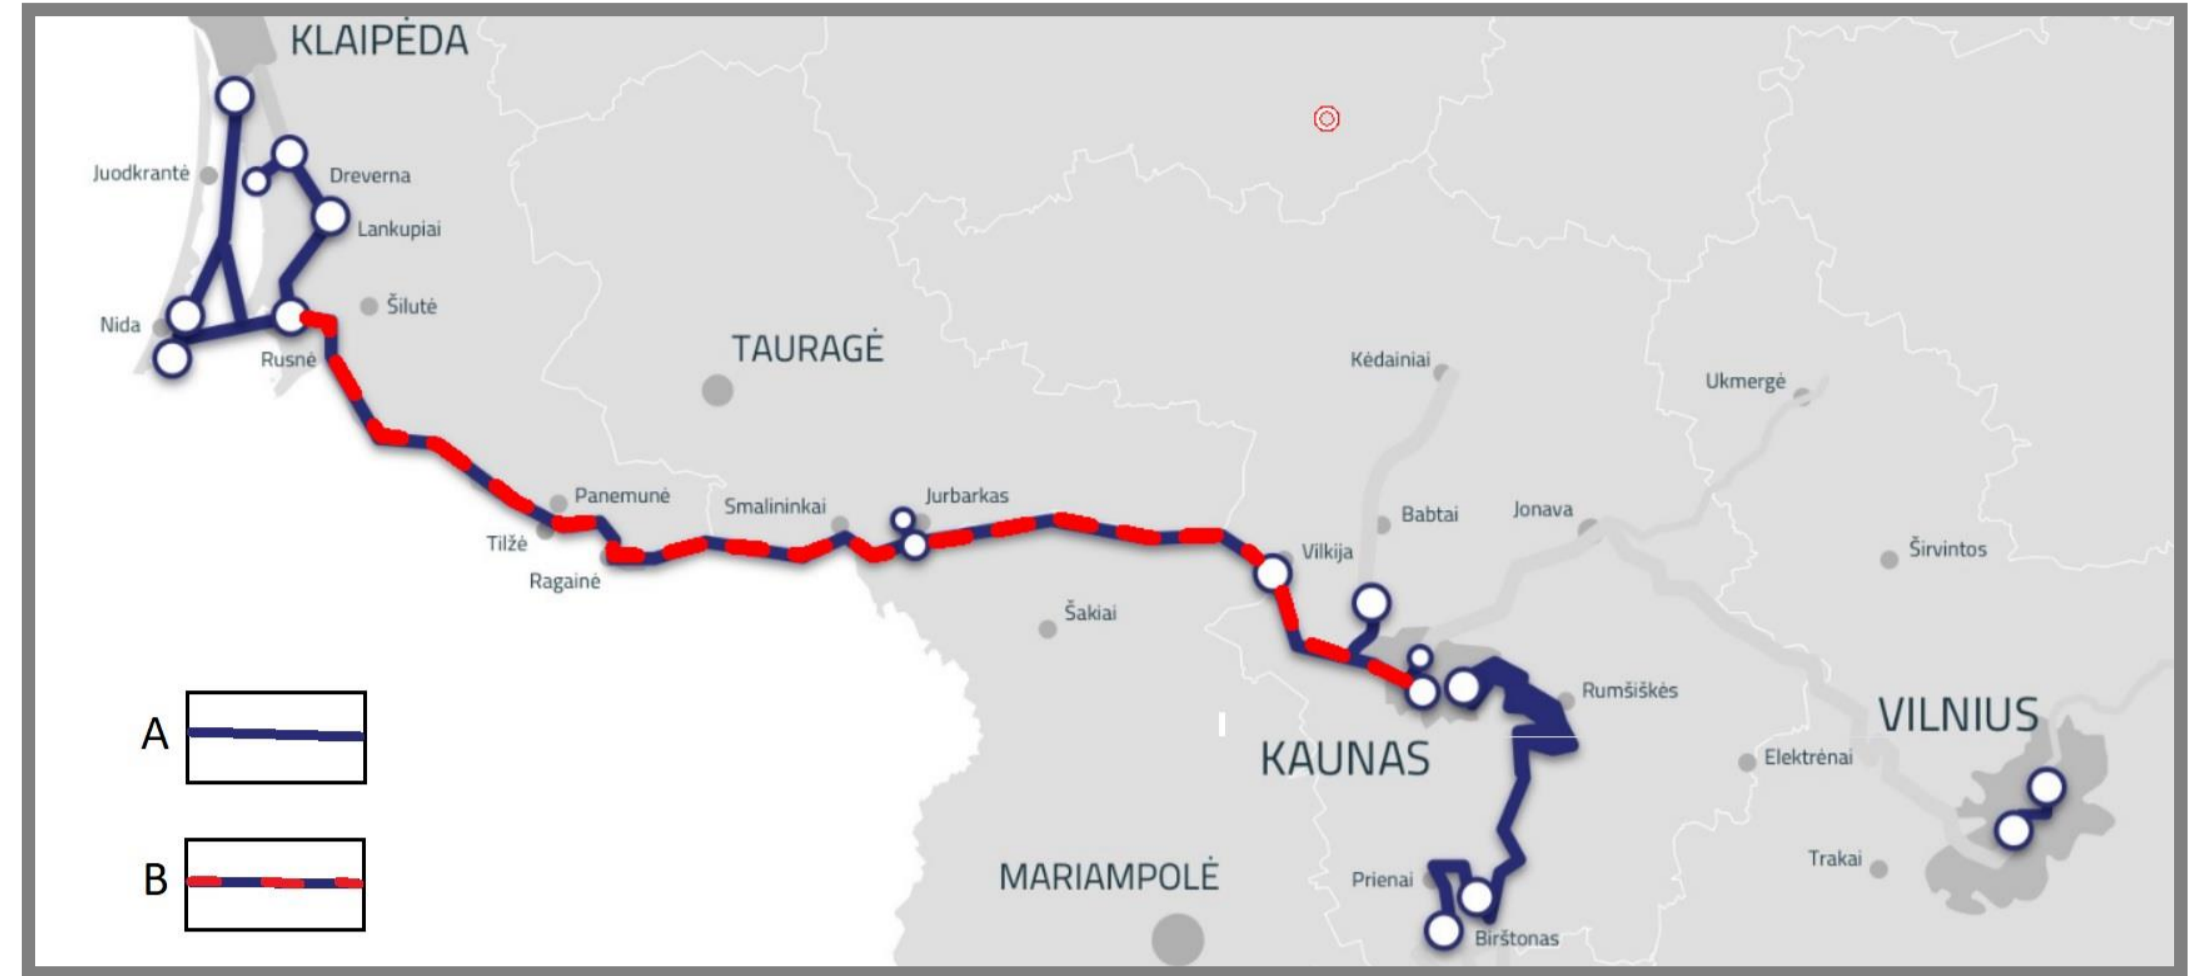 KLAIPĖDA
Juodkrantė
Dreverna
Lankupiai
Šilutė
Nida
TAURAGĖ
Rusnė
Kėdainiai
Ukmergė
Panemunė
Smalininkai
Jurbarkas
Babtai
Jonava
Tilžė
Vilkija
Širvintos
Ragainė
Šakiai
Rumšiškės
VILNIUS
A
KAUNAS
Elektrėnai
Trakai
B
MARIAMPOLĖ
Prienai
Birštonas